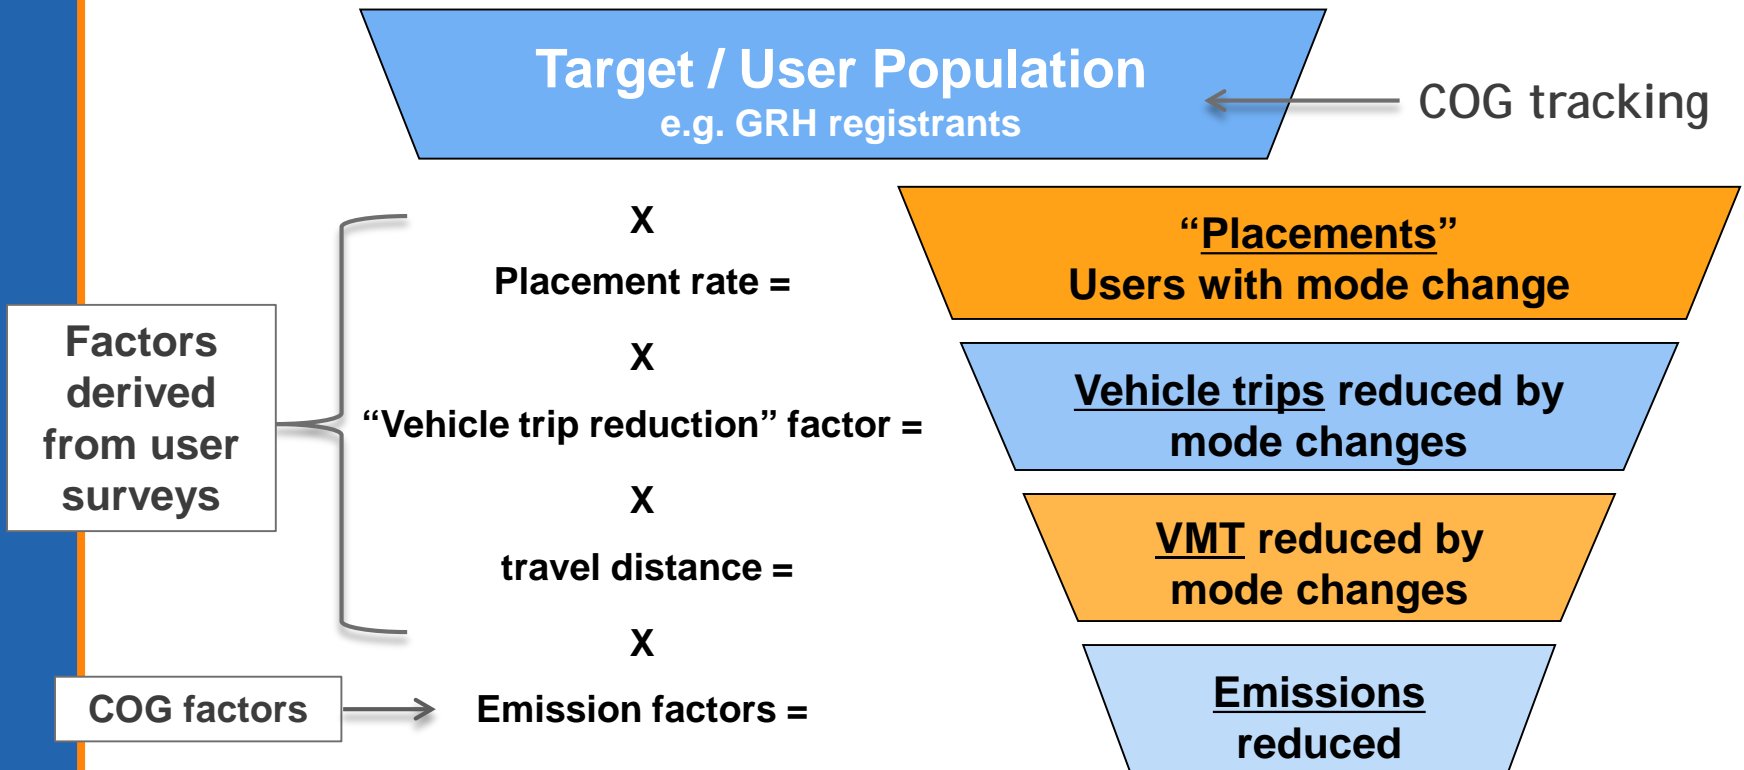 Target / User Population
e.g. GRH registrants
COG tracking
X
Placement rate =
“Placements”
Users with mode change
Factors
derived
from user
surveys
X
“Vehicle trip reduction” factor =
Vehicle trips reduced by
mode changes
X
travel distance =
VMT reduced by
mode changes
X
COG factors
Emission factors =
Emissions
reduced